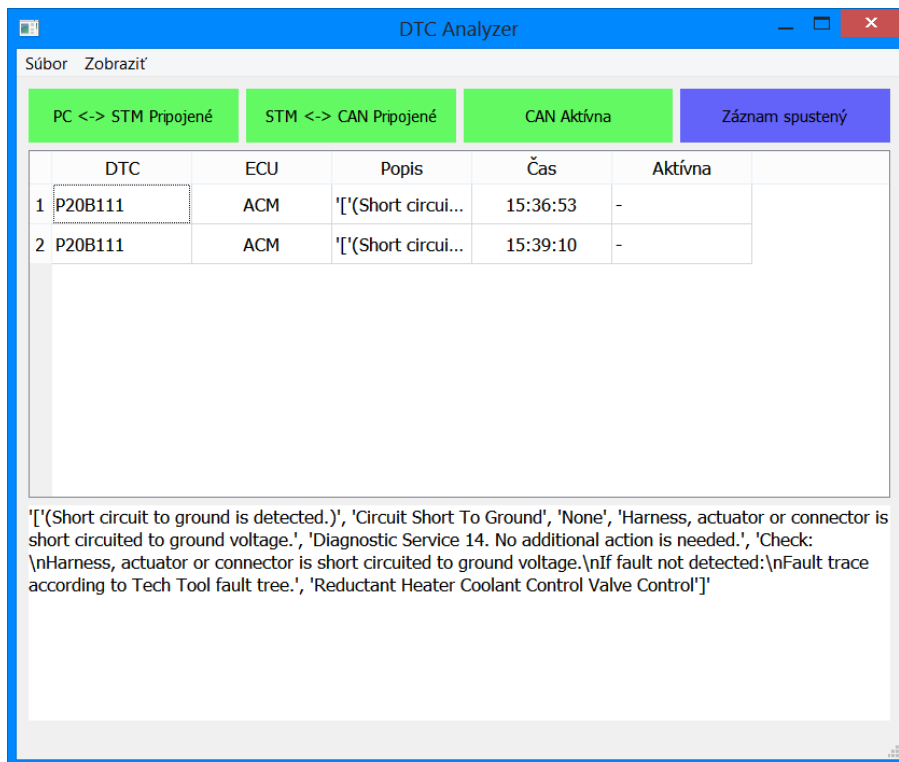 DTC Analyzer
Súbor Zobraziť
PC <-> STM Pripojené STM <-> CAN Pripojené CAN Aktívna Záznam spustený
DTC ECU Popis Čas Aktívna
1 P20B111 ACM '['(Short circui... 15:36:53 -
2 P20B111 ACM '['(Short circui... 15:39:10 -
'['(Short circuit to ground is detected.)', 'Circuit Short To Ground', 'None', 'Harness, actuator or connector is
short circuited to ground voltage.', 'Diagnostic Service 14. No additional action is needed.', 'Check:
\nHarness, actuator or connector is short circuited to ground voltage.\nIf fault not detected:\nFault trace
according to Tech Tool fault tree.', 'Reductant Heater Coolant Control Valve Control']'